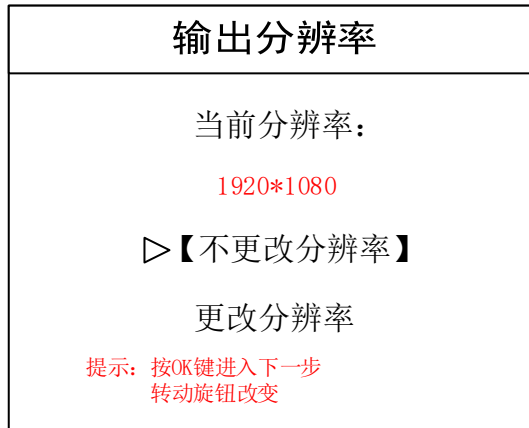 输出分辨率
当前分辨率：
1920*1080
▷【不更改分辨率】
更改分辨率
提示：按OK键进入下一步
转动旋钮改变